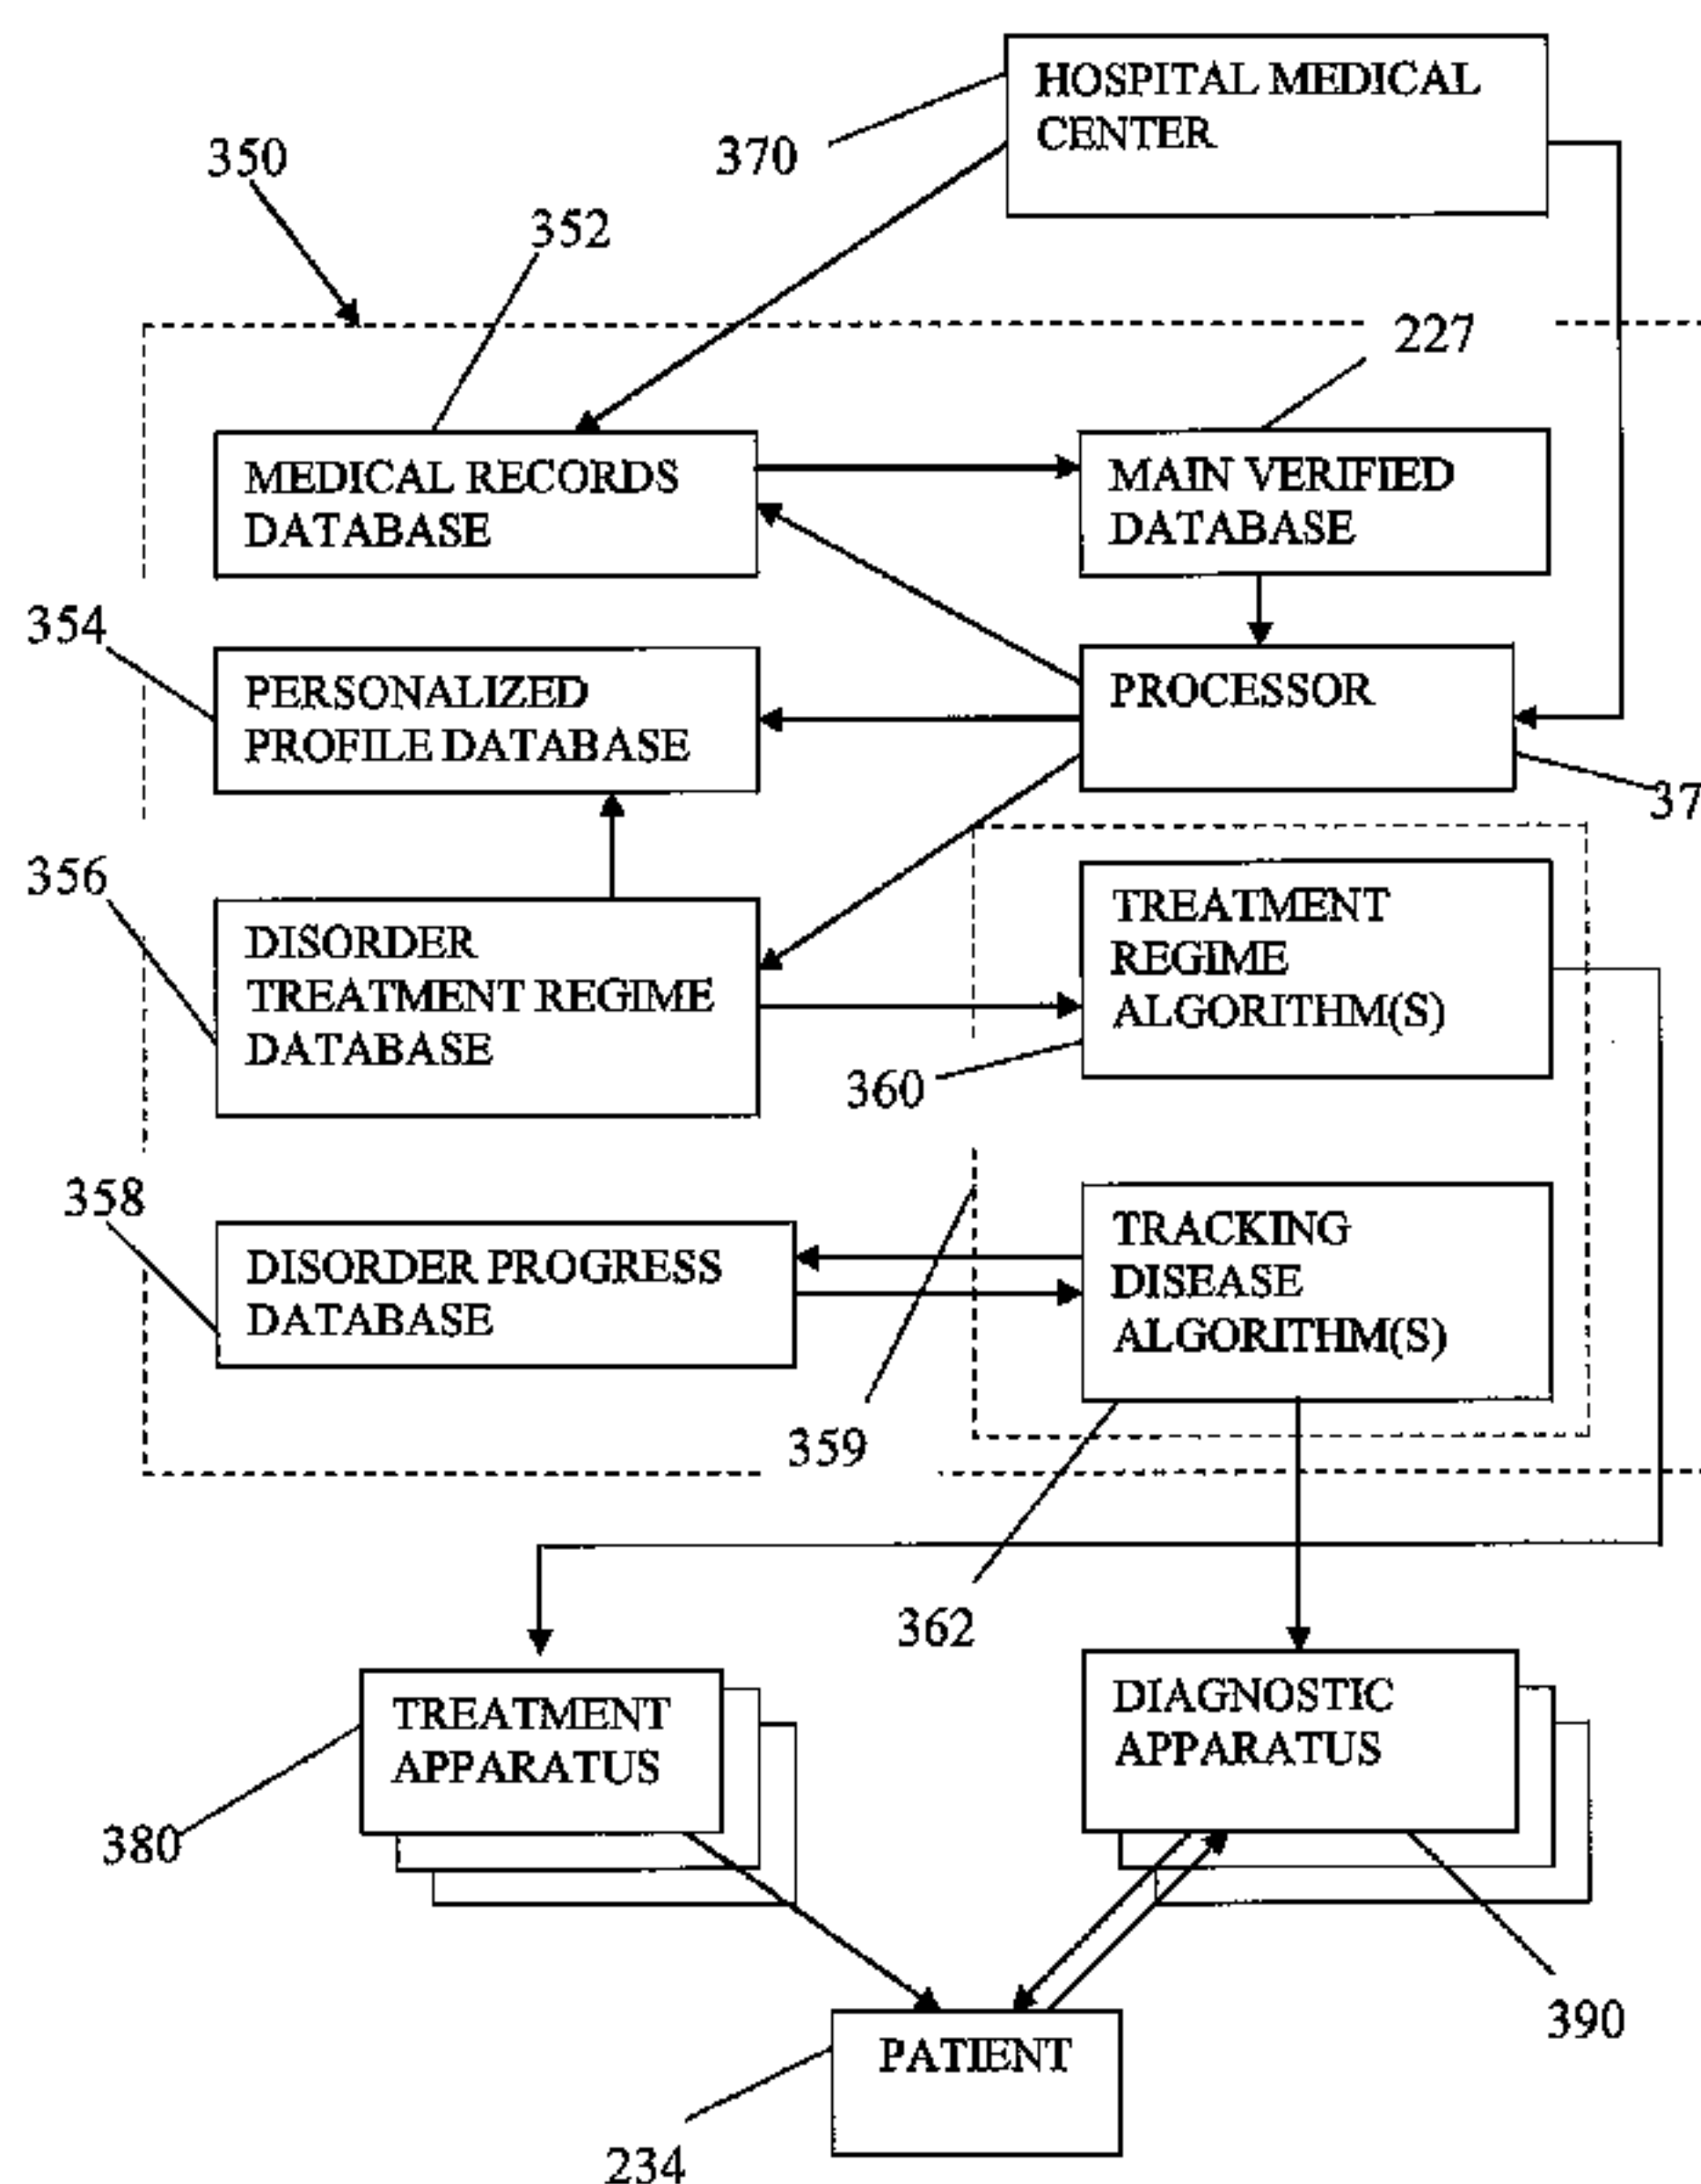 HOSPITAL MEDICAL
CENTER
370
350
352
227
MEDICAL RECORDS
DATABASE
MAIN VERIFIED
DATABASE
354
PERSONALIZED
PROFILE DATABASE
PROCESSOR
37
356
DISORDER
TREATMENT REGIME
DATABASE
TREATMENT
REGIME
ALGORITHM(S)
360
358
DISORDER PROGRESS
DATABASE
TRACKING
DISEASE
ALGORITHM(S)
359
362
TREATMENT
APPARATUS
DIAGNOSTIC
APPARATUS
380
390
PATIENT
234